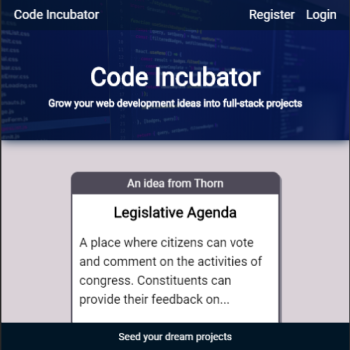 Code Incubator Register Login
Code Incubator
Grow your web development ideas into full-stack projects
An idea from Thorn
Legislative Agenda
A place where citizens can vote
and comment on the activities of
congress. Constituents can
provide their feedback on...
Seed your dream projects